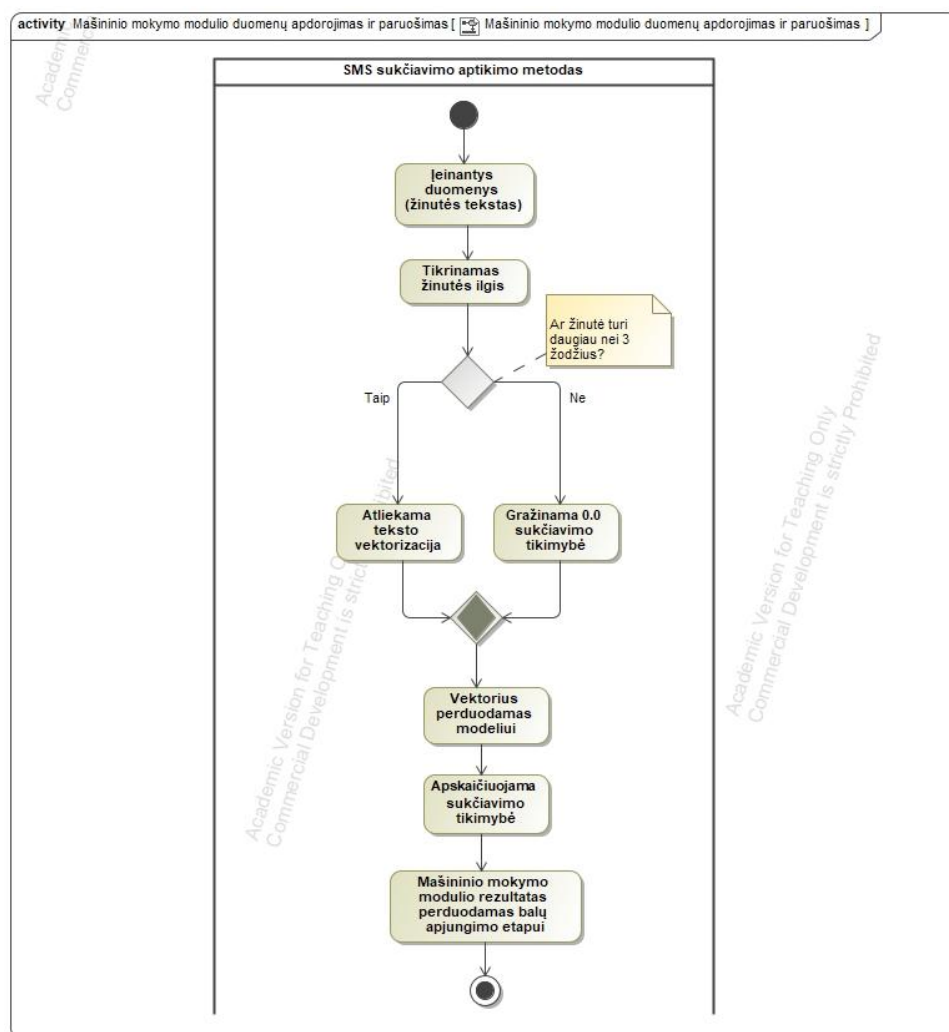 activity Mašininio mokymo modulio duomenų apdorojimas ir paruošimas [ Mašininio mokymo modulio duomenų apdorojimas ir paruošimas ]
Academic
Commercial
SMS sukčiavimo aptikimo metodas
Įeinantys
duomenys
(žinutės tekstas)
Tikrinamas
žinutės ilgis
Ar žinutė turi
daugiau nei 3
žodžius?
Taip
Ne
Atliekama
teksto
vektorizacija
Gražinama 0.0
sukčiavimo
tikimybė
Academic Version for Teaching Only
Commercial Development is strictly Prohibited
Academic Version for Teaching Only
Commercial Development is strictly Prohibited
Vektorius
perduodamas
modeliui
Apskaičiuojama
sukčiavimo
tikimybė
Mašininio mokymo
modulio rezultatas
perduodamas balų
apjungimo etapui